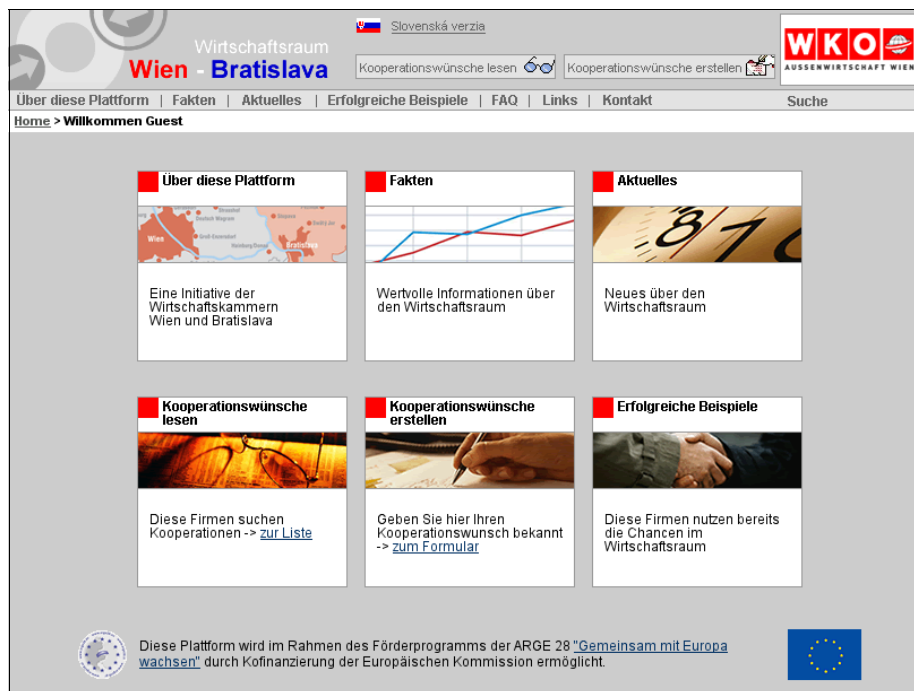 Slovenská verzia
Wirtschaftsraum
Wien - Bratislava
Kooperationswünsche lesen
Kooperationswünsche erstellen
WKO
AUSSENWIRTSCHAFT WIEN
Über diese Plattform | Fakten | Aktuelles | Erfolgreiche Beispiele | FAQ | Links | Kontakt
Suche
Home > Willkommen Guest
Über diese Plattform
Wien
Bratislava
Eine Initiative der
Wirtschaftskammern
Wien und Bratislava
Fakten
Wertvolle Informationen über
den Wirtschaftsraum
Aktuelles
8
7
Neues über den
Wirtschaftsraum
Kooperationswünsche
lesen
Diese Firmen suchen
Kooperationen -> zur Liste
Kooperationswünsche
erstellen
Geben Sie hier Ihren
Kooperationswunsch bekannt
-> zum Formular
Erfolgreiche Beispiele
Diese Firmen nutzen bereits
die Chancen im
Wirtschaftsraum
Diese Plattform wird im Rahmen des Förderprogramms der ARGE 28 "Gemeinsam mit Europa
wachsen" durch Kofinanzierung der Europäischen Kommission ermöglicht.